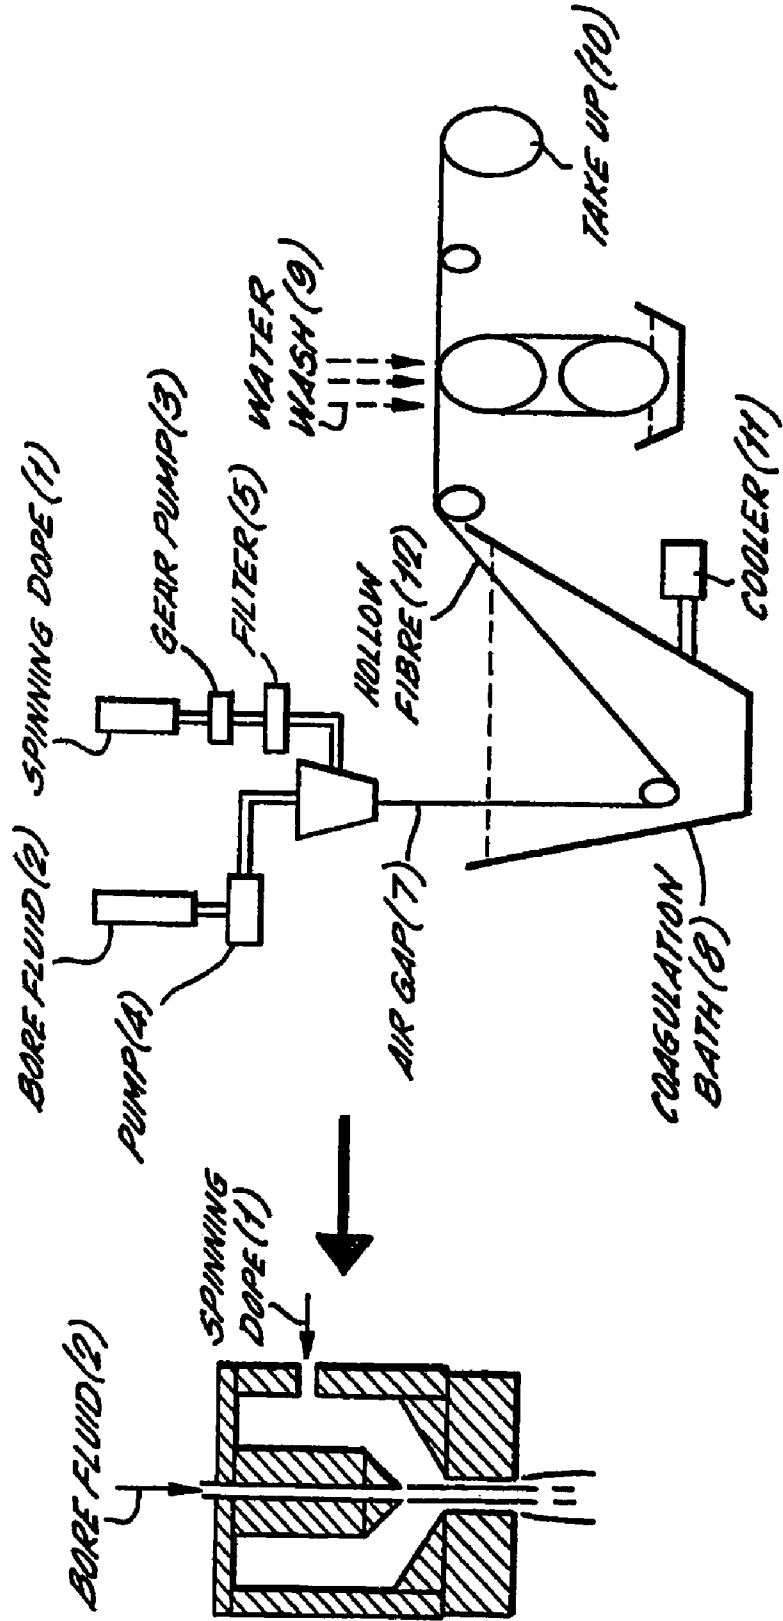 BORE FLUID(2)
SPINNING
DOPE(1)
BORE FLUID(2)
SPINNING DOPE(1)
PUMP(4)
GEAR PUMP(3)
FILTER(5)
WATER
WASH(9)
AIR GAP(7)
HOLLOW
FIBRE(12)
TAKE UP(10)
COAGULATION
BATH(8)
COOLER(11)